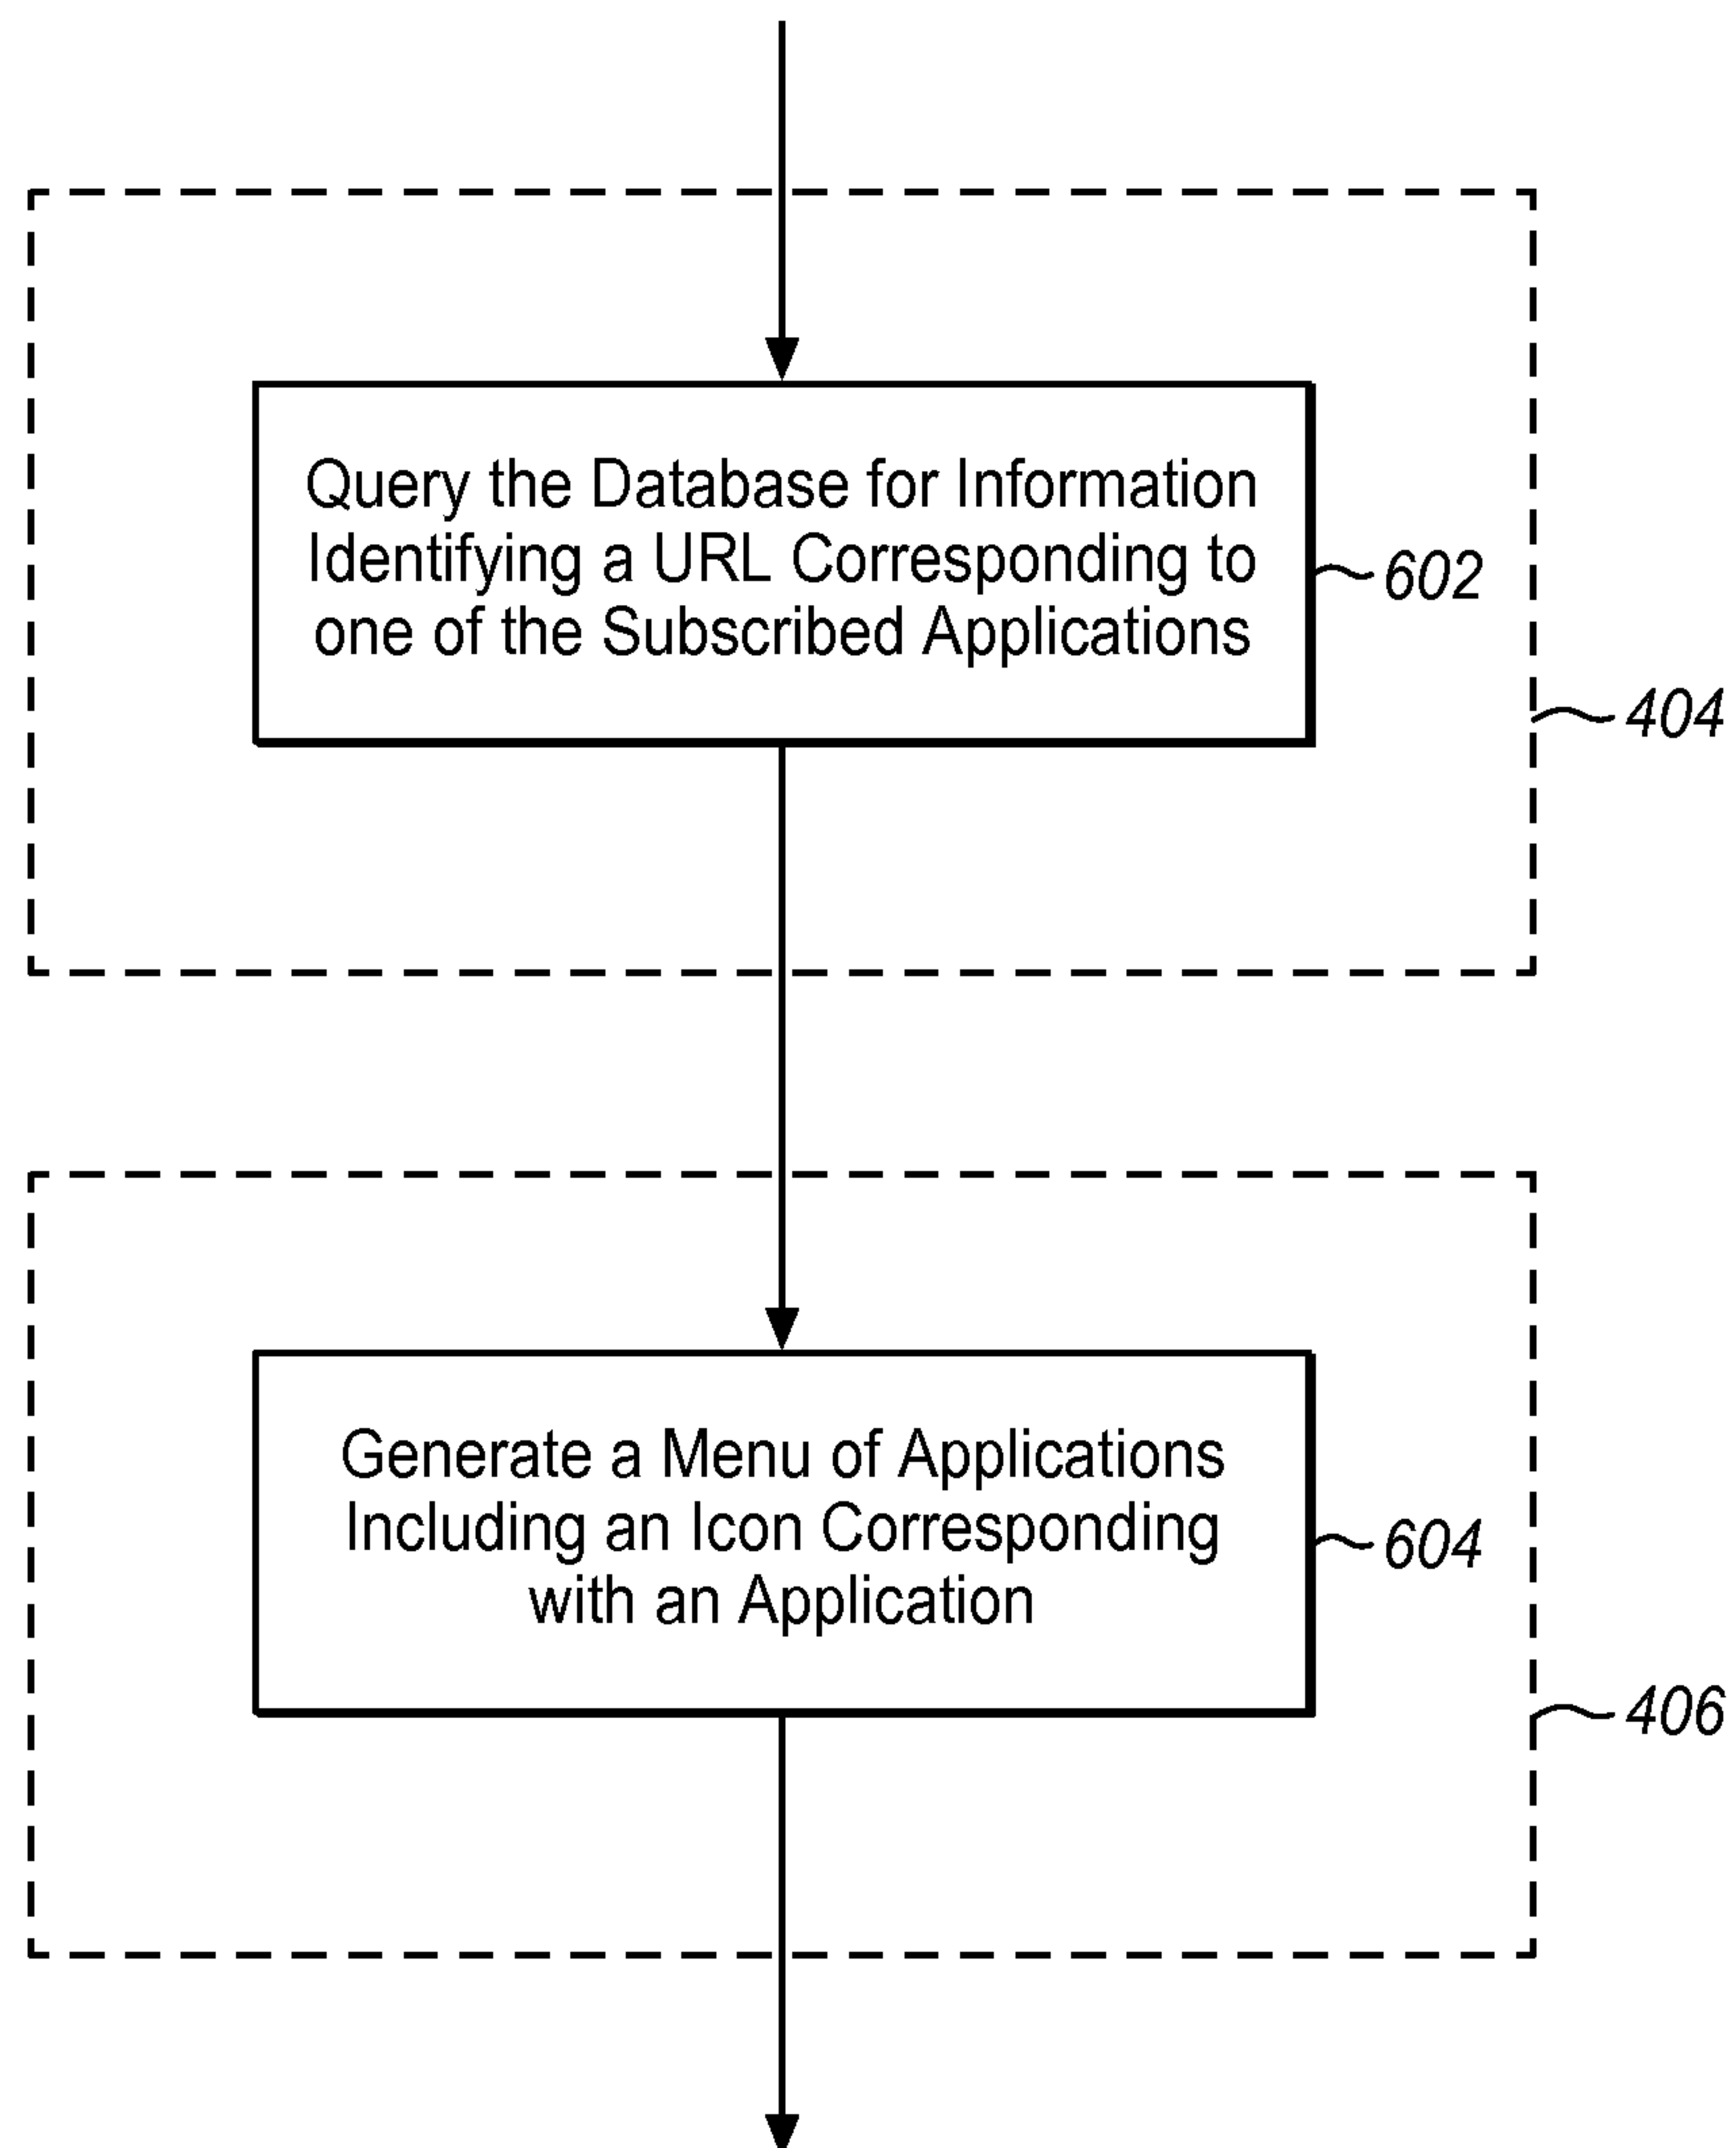 Query the Database for Information
Identifying a URL Corresponding to
one of the Subscribed Applications
602
404
Generate a Menu of Applications
Including an Icon Corresponding
with an Application
604
406